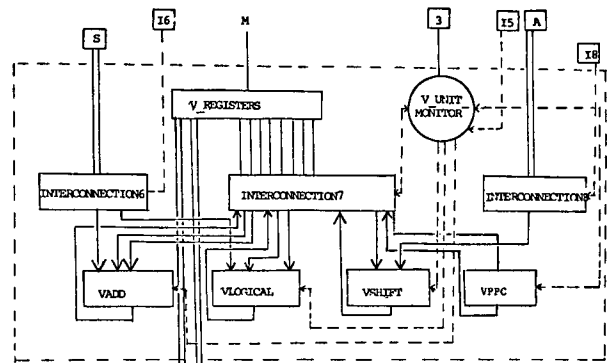 S
I6
M
3
I5
A
I8
V_REGISTERS
V_UNIT
MONITOR
INTERCONNECTION6
INTERCONNECTION7
INTERCONNECTION8
VADD
VLOGICAL
VSHIFT
VPPC